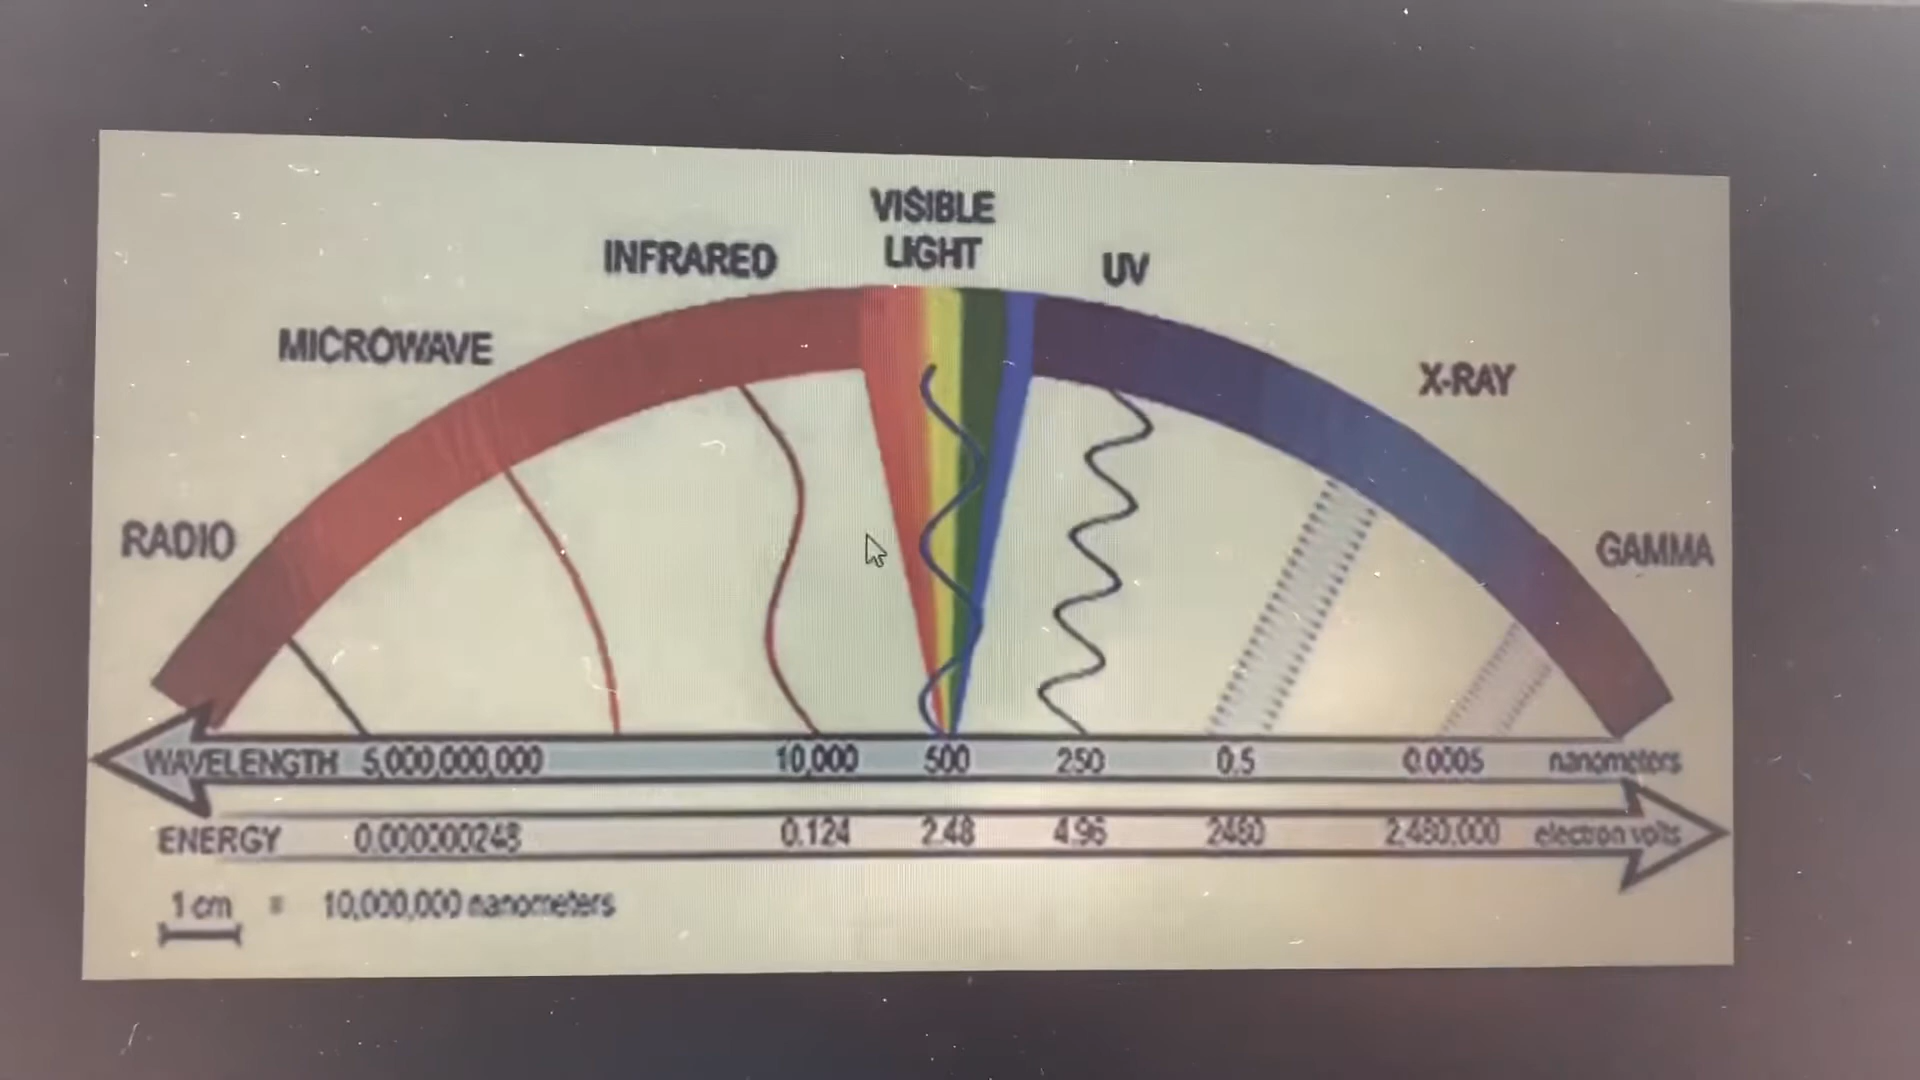 VISIBLE
LIGHT
INFRARED
UV
MICROWAVE
X-RAY
RADIO
GAMMA
WAVELENGTH 5,000,000,000 10,000 500 250 0.5 0.0005 nanometers
ENERGY 0.000000248 0.124 2.48 4.96 2480 2,480,000 electron volts
1 cm = 10,000,000 nanometers